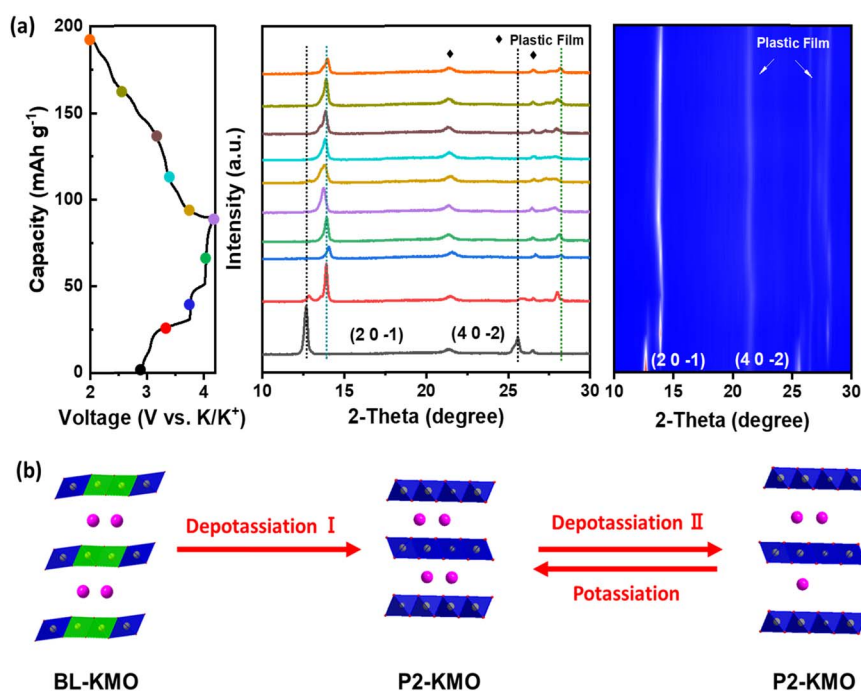 (a)
200
150
100
50
0
Capacity (mAh g⁻¹)
2 3 4
Voltage (V vs. K/K⁺)
Intensity (a.u.)
♦ Plastic Film
♦ ♦
(2 0 -1) (4 0 -2)
10 15 20 25 30
2-Theta (degree)
Plastic Film
(2 0 -1) (4 0 -2)
10 15 20 25 30
2-Theta (degree)
(b)
Depotassiation Ⅰ
Depotassiation Ⅱ
Potassiation
BL-KMO
P2-KMO
P2-KMO